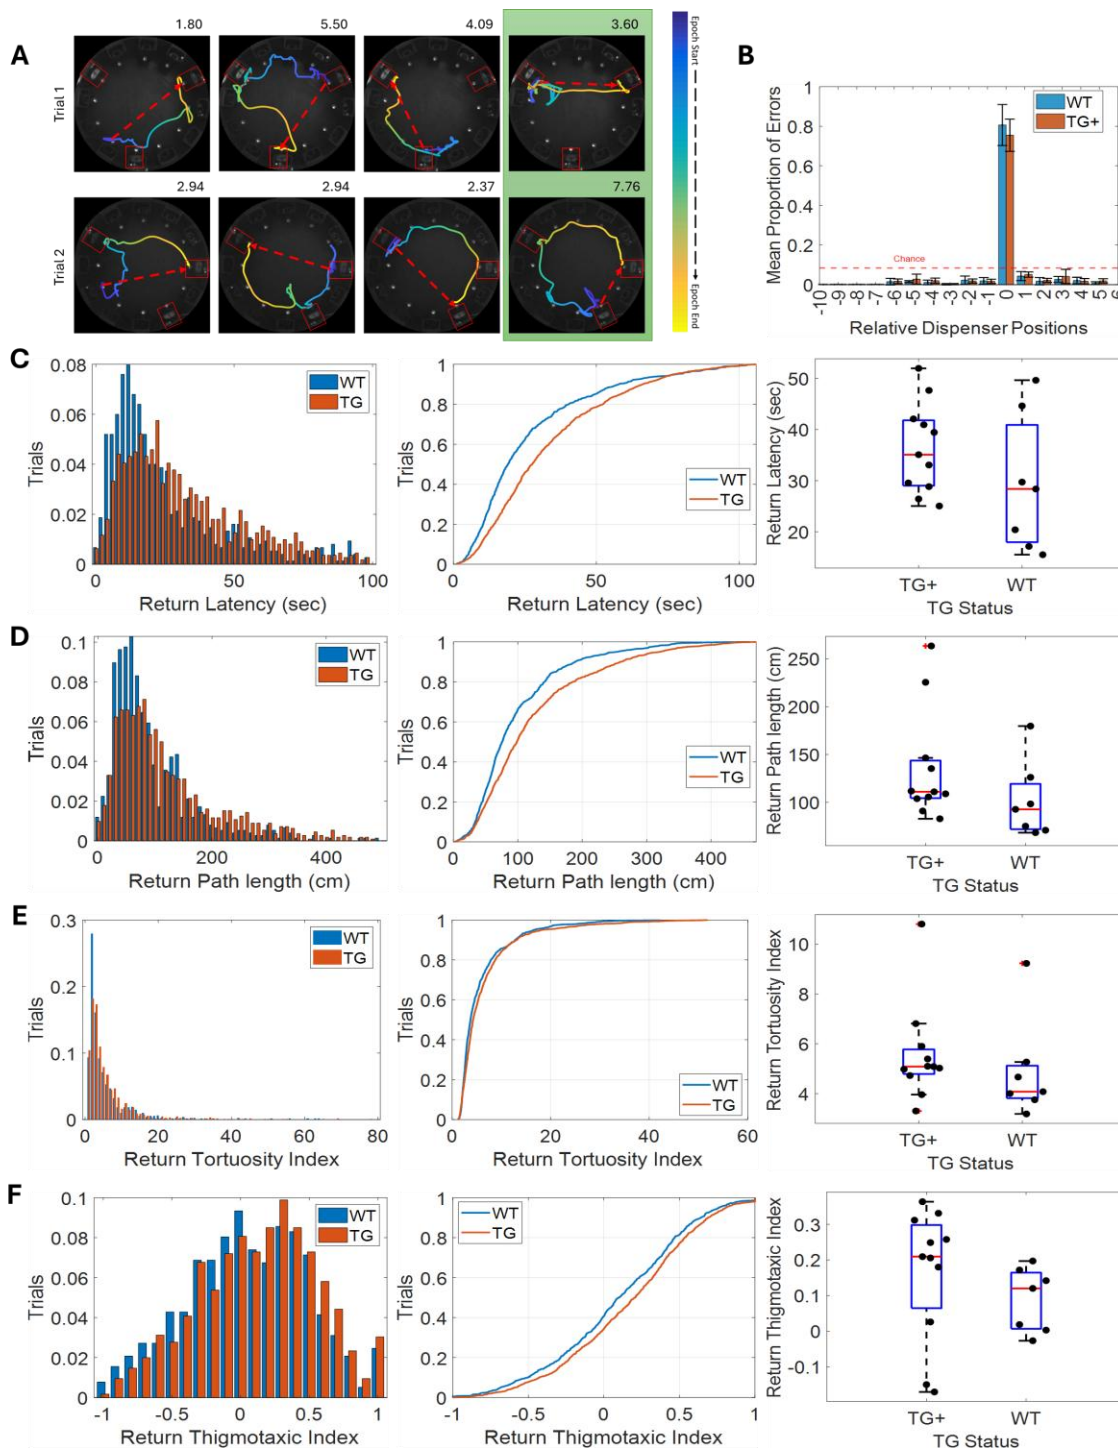 A
1.80
5.50
4.09
3.60
Trial 1
2.94
2.94
2.37
7.76
Trial 2
Epoch Start
Epoch End
B
WT
TG+
Mean Proportion of Errors
1
0.8
0.6
0.4
0.2
0
Chance
-10
-9
-8
-7
-6
-5
-4
-3
-2
-1
0
1
2
3
4
5
6
Relative Dispenser Positions
C
0.08
0.06
0.04
0.02
0
Trials
WT
TG
0
50
100
Return Latency (sec)
1
0.8
0.6
0.4
0.2
0
Trials
WT
TG
0
50
100
Return Latency (sec)
50
40
30
20
Return Latency (sec)
TG+
WT
TG Status
D
0.1
0.08
0.06
0.04
0.02
0
Trials
WT
TG
0
200
400
Return Path length (cm)
1
0.8
0.6
0.4
0.2
0
Trials
WT
TG
0
100
200
300
400
Return Path length (cm)
250
200
150
100
Return Path length (cm)
TG+
WT
TG Status
E
0.3
0.2
0.1
0
Trials
WT
TG
0
20
40
60
80
Return Tortuosity Index
1
0.8
0.6
0.4
0.2
0
Trials
WT
TG
0
20
40
60
Return Tortuosity Index
10
8
6
4
Return Tortuosity Index
TG+
WT
TG Status
F
0.1
0.08
0.06
0.04
0.02
0
Trials
WT
TG
-1
-0.5
0
0.5
1
Return Thigmotaxic Index
1
0.8
0.6
0.4
0.2
0
Trials
WT
TG
-1
-0.5
0
0.5
1
Return Thigmotaxic Index
0.3
0.2
0.1
0
-0.1
Return Thigmotaxic Index
TG+
WT
TG Status